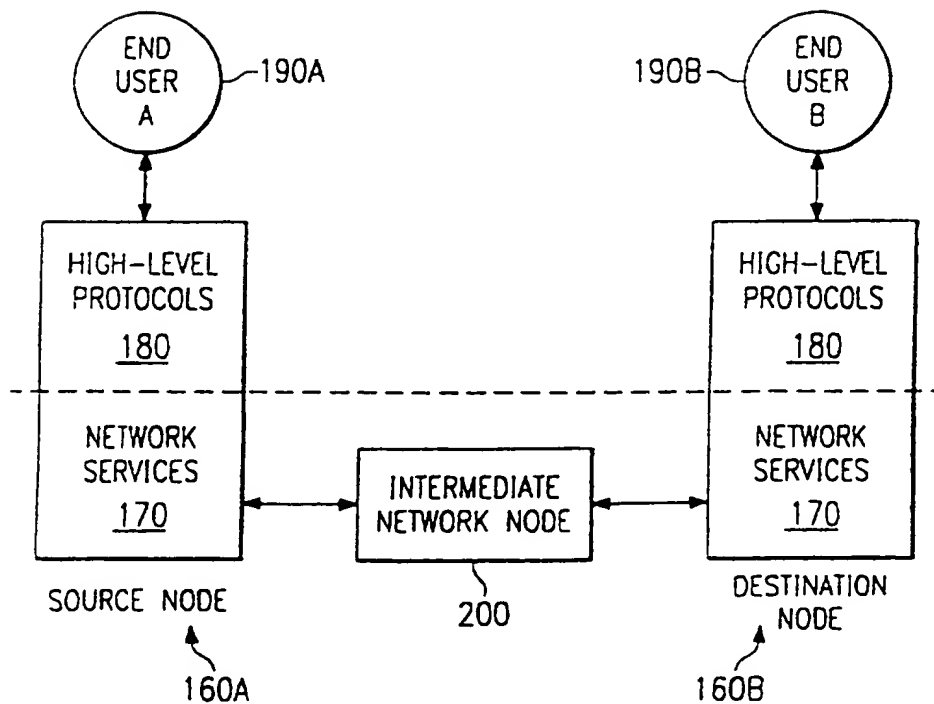 END
USER
A
190A
190B
END
USER
B
HIGH-LEVEL
PROTOCOLS
180
HIGH-LEVEL
PROTOCOLS
180
NETWORK
SERVICES
170
INTERMEDIATE
NETWORK NODE
NETWORK
SERVICES
170
SOURCE NODE
200
DESTINATION
NODE
160A
160B